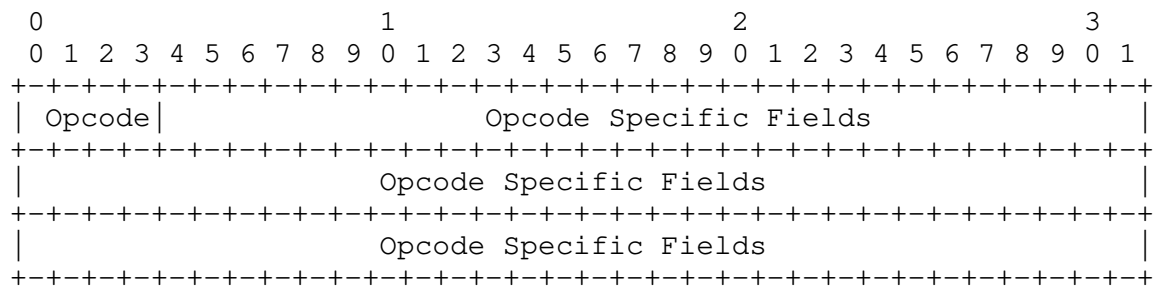 0                   1                   2                   3
 0 1 2 3 4 5 6 7 8 9 0 1 2 3 4 5 6 7 8 9 0 1 2 3 4 5 6 7 8 9 0 1
+-+-+-+-+-+-+-+-+-+-+-+-+-+-+-+-+-+-+-+-+-+-+-+-+-+-+-+-+-+-+-+-+
| Opcode|                  Opcode Specific Fields               |
+-+-+-+-+-+-+-+-+-+-+-+-+-+-+-+-+-+-+-+-+-+-+-+-+-+-+-+-+-+-+-+-+
|                    Opcode Specific Fields                     |
+-+-+-+-+-+-+-+-+-+-+-+-+-+-+-+-+-+-+-+-+-+-+-+-+-+-+-+-+-+-+-+-+
|                    Opcode Specific Fields                     |
+-+-+-+-+-+-+-+-+-+-+-+-+-+-+-+-+-+-+-+-+-+-+-+-+-+-+-+-+-+-+-+-+